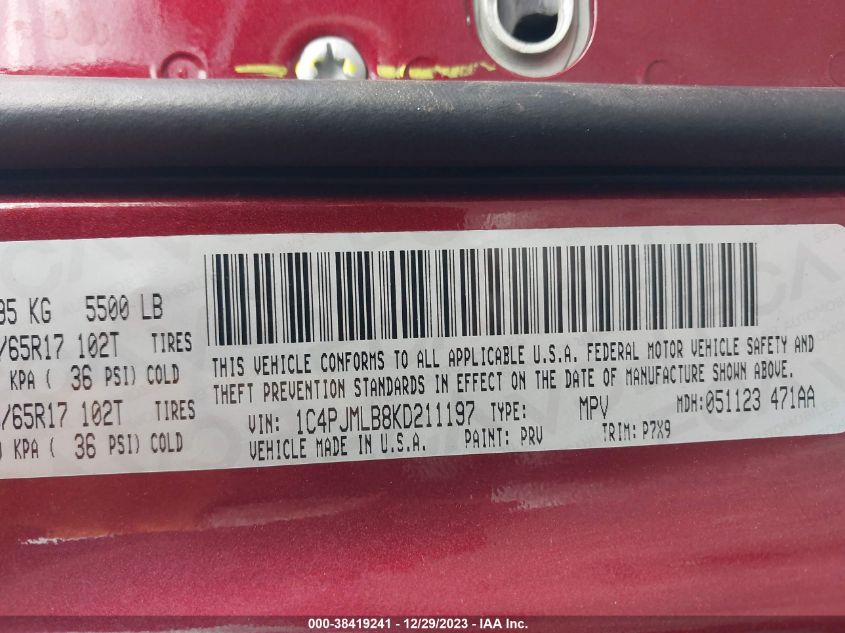 95 KG 5500 LB
/65R17 102T TIRES
KPA ( 36 PSI) COLD
/65R17 102T TIRES
KPA ( 36 PSI) COLD
THIS VEHICLE CONFORMS TO ALL APPLICABLE U.S.A. FEDERAL MOTOR VEHICLE SAFETY AND
THEFT PREVENTION STANDARDS IN EFFECT ON THE DATE OF MANUFACTURE SHOWN ABOVE.
VIN: 1C4PJMLB8KD211197 TYPE: MPV MDH:051123 471AA
VEHICLE MADE IN U.S.A. PAINT: PRV TRIM: P7X9
000-38419241 - 12/29/2023 - IAA Inc.